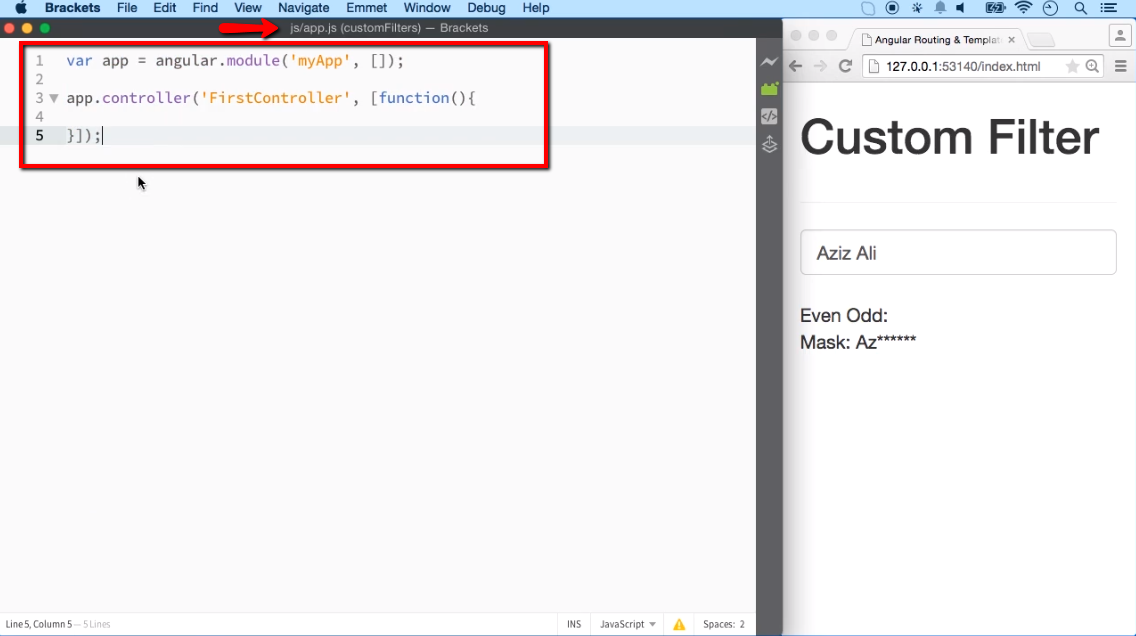 Brackets File Edit Find View Navigate Emmet Window Debug Help
js/app.js (customFilters) — Brackets
1 var app = angular.module('myApp', []);
2
3 app.controller('FirstController', [function(){
4
5 }]);
Line 5, Column 5 — 5 Lines
INS JavaScript Spaces: 2
Angular Routing & Templat
127.0.0.1:53140/index.html
Custom Filter
Aziz Ali
Even Odd:
Mask: Az******